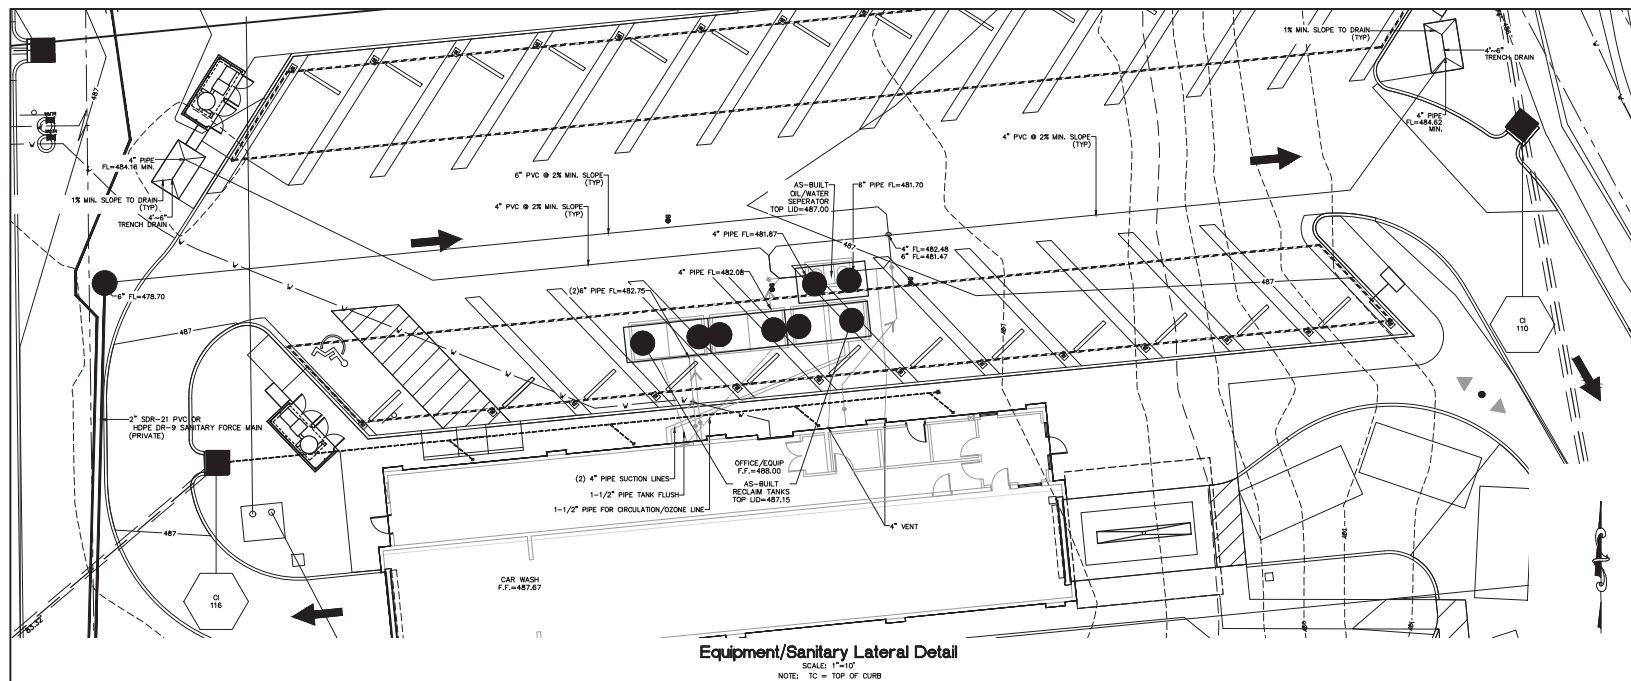 1% MIN. SLOPE TO DRAIN
(TYP)
4'~6"
TRENCH DRAIN
4" PIPE
FL=484.62
MIN.
487
4" PVC @ 2% MIN. SLOPE
(TYP)
4" PIPE
FL=484.16 MIN.
6" PVC @ 2% MIN. SLOPE
(TYP)
AS-BUILT
OIL/WATER
SEPERATOR
TOP LID=487.00
6" PIPE FL=481.70
1% MIN. SLOPE TO DRAIN
(TYP)
4'~6"
TRENCH DRAIN
4" PVC @ 2% MIN. SLOPE
(TYP)
4" PIPE FL=481.87
487
4" FL=482.48
6" FL=481.47
4" PIPE FL=482.08
487
(2)6" PIPE FL=482.75
6" FL=478.70
487
487
CI
110
2" SDR-21 PVC OR
HDPE DR-9 SANITARY FORCE MAIN
(PRIVATE)
OFFICE/EQUIP
F.F.=488.00
(2) 4" PIPE SUCTION LINES
AS-BUILT
RECLAIM TANKS
TOP LID=487.15
1-1/2" PIPE TANK FLUSH
1-1/2" PIPE FOR CIRCULATION/OZONE LINE
4" VENT
487
CAR WASH
F.F.=487.67
CI
116
83.32
Equipment/Sanitary Lateral Detail
SCALE: 1"=10'
NOTE: TC = TOP OF CURB